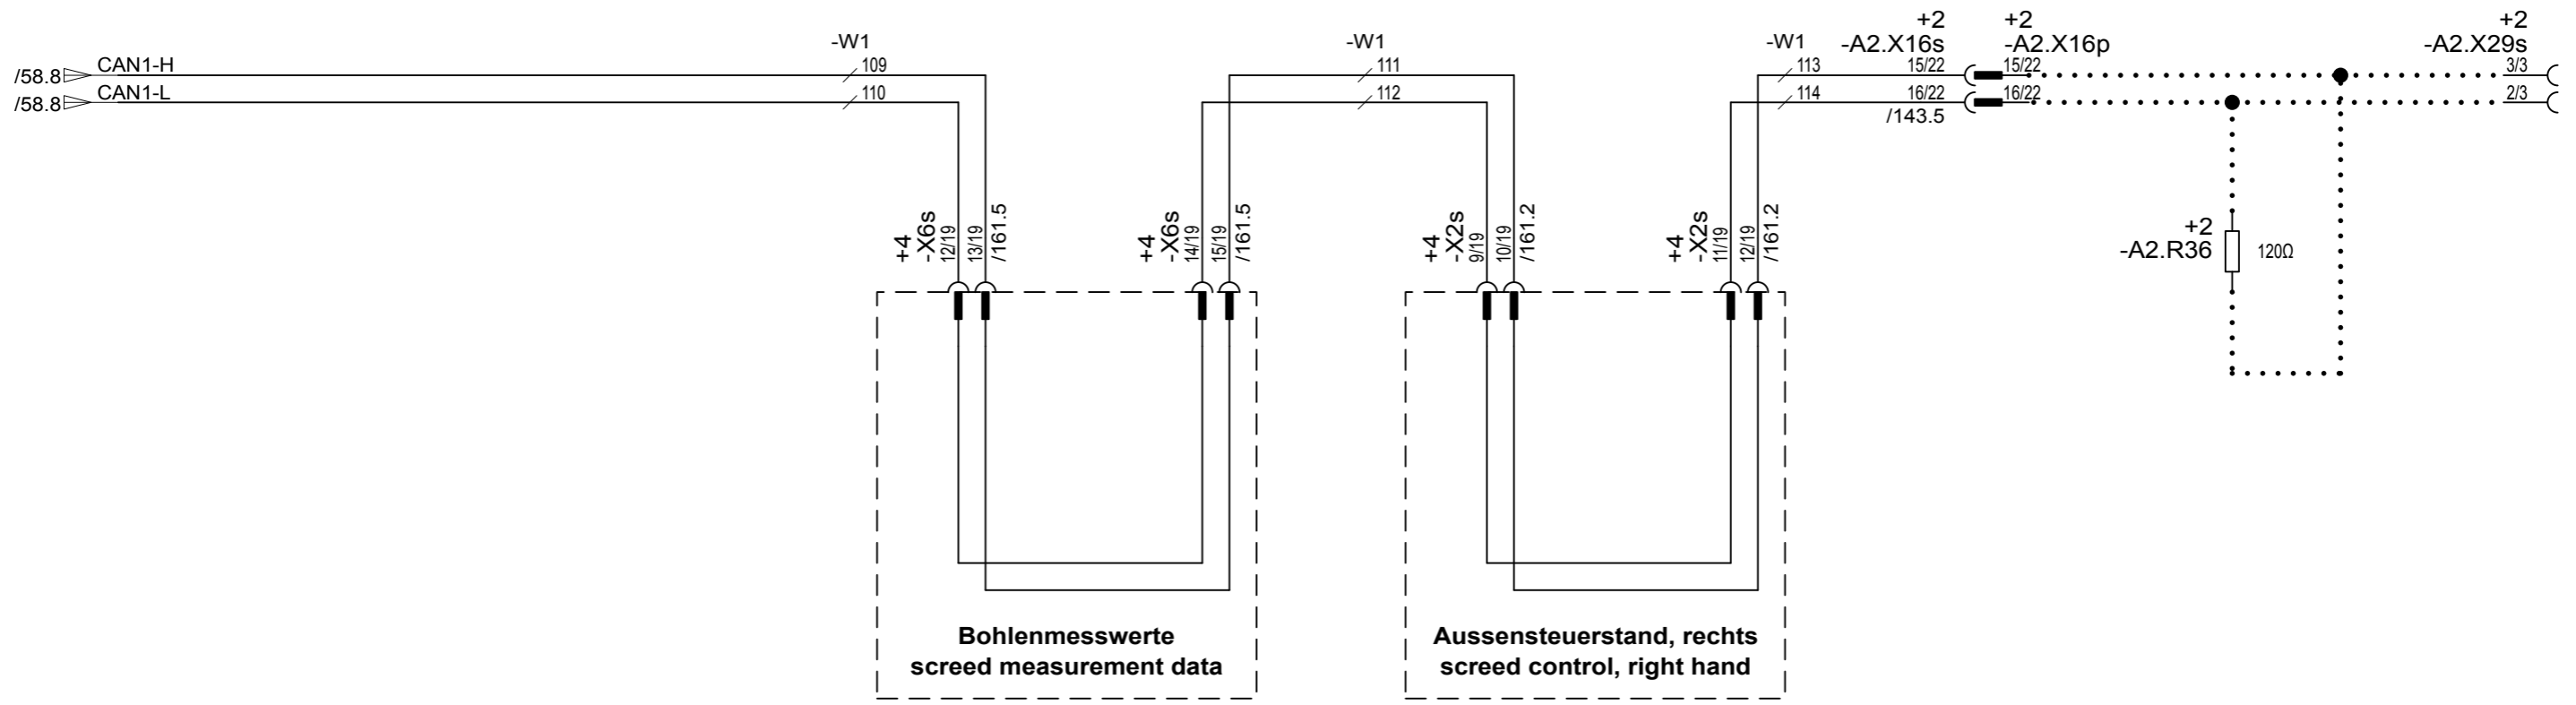 /58.8 CAN1-H
/58.8 CAN1-L
-W1
109
110
-W1
111
112
-W1
113
114
+2
-A2.X16s
15/22
16/22
/143.5
+2
-A2.X16p
15/22
16/22
+2
-A2.X29s
3/3
2/3
+4
-X6s
12/19
13/19
/161.5
+4
-X6s
14/19
15/19
/161.5
+4
-X2s
9/19
10/19
/161.2
+4
-X2s
11/19
12/19
/161.2
+2
-A2.R36
120Ω
Bohlenmesswerte
screed measurement data
Aussensteuerstand, rechts
screed control, right hand